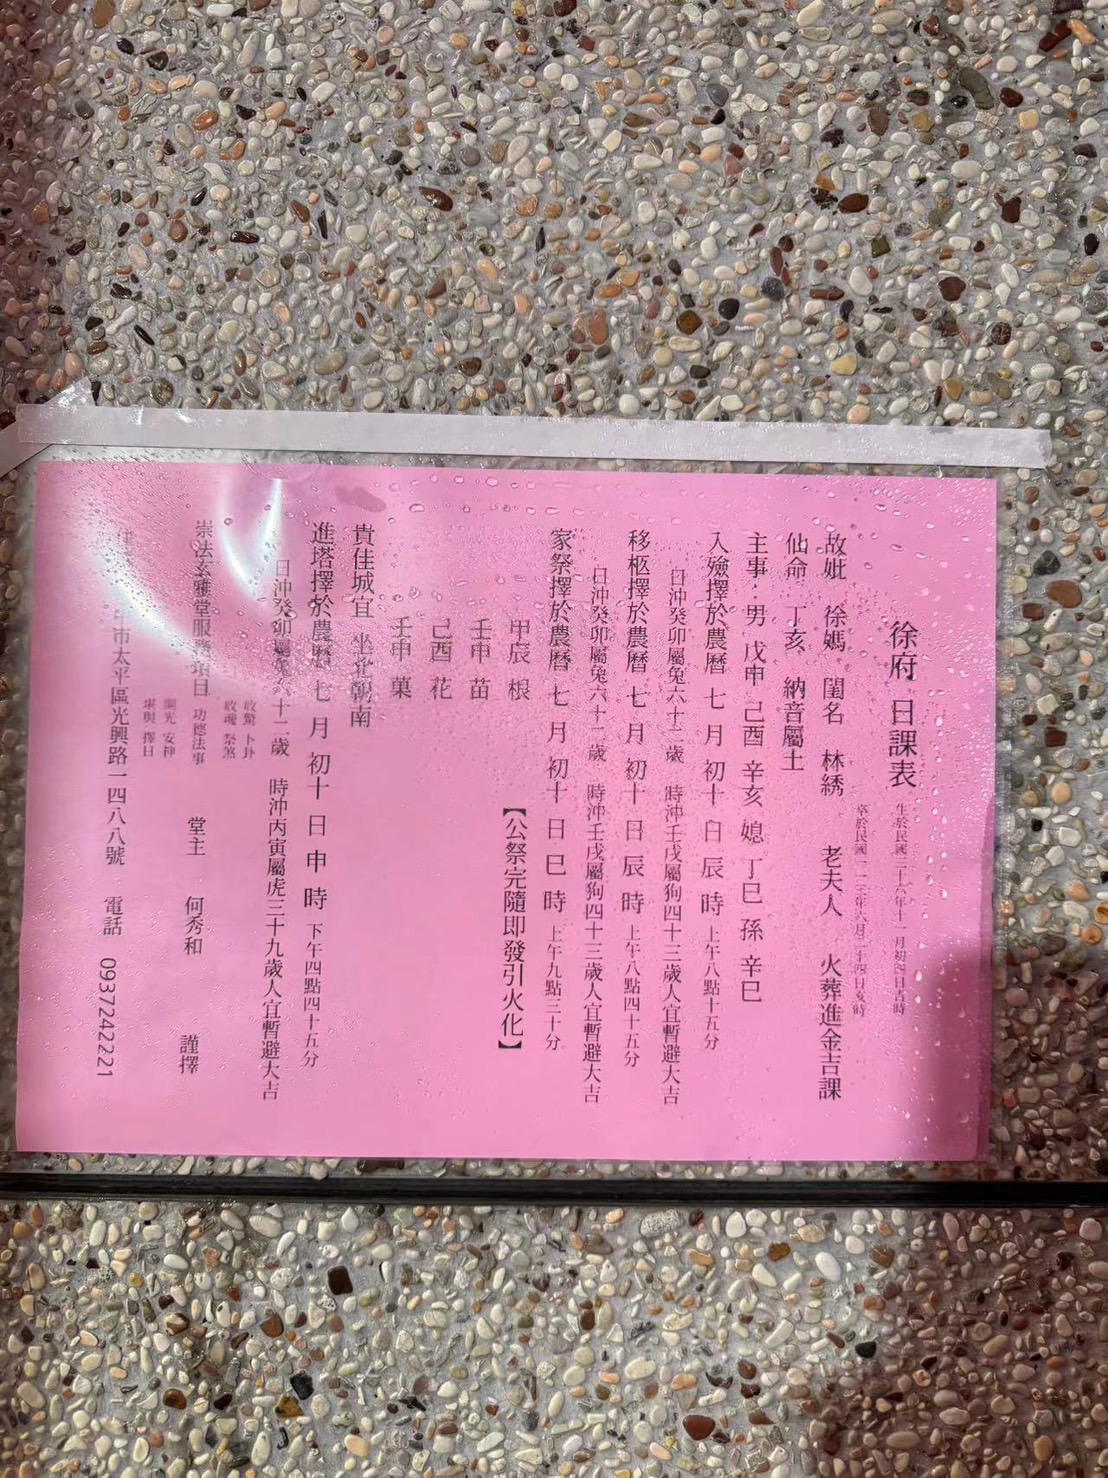 徐府 日課表
生於民國二十六年十一月初四日吉時
卒於民國一一三年六月二十四日亥時
故妣 徐媽 閨名 林綉 老夫人 火葬進金吉課
仙命 丁亥 納音屬土
主事：男 戊申 己酉 辛亥 媳 丁巳 孫 辛巳
入殮擇於農曆 七月初十日辰時 上午八點十五分
日沖癸卯屬兔六十二歲 時沖壬戌屬狗四十三歲人宜暫避大吉
移柩擇於農曆 七月初十日辰時 上午八點四十五分
日沖癸卯屬兔六十二歲 時沖壬戌屬狗四十三歲人宜暫避大吉
家祭擇於農曆 七月初十日巳時 上午九點三十分
【公祭完隨即發引火化】
甲辰 根
壬申 苗
己酉 花
壬申 菓
貴佳城宜 坐北朝南
進塔擇於農曆 七月初十日申時 下午四點四十五分
日沖癸卯屬兔六十二歲 時沖丙寅屬虎三十九歲人宜暫避大吉
崇法玄雅堂服務項目
收驚 卜卦
收魂 祭煞
功德法事
開光 安神
堪輿 擇日
堂主 何秀和 謹擇
市太平區光興路一四八八號 電話 0937242221